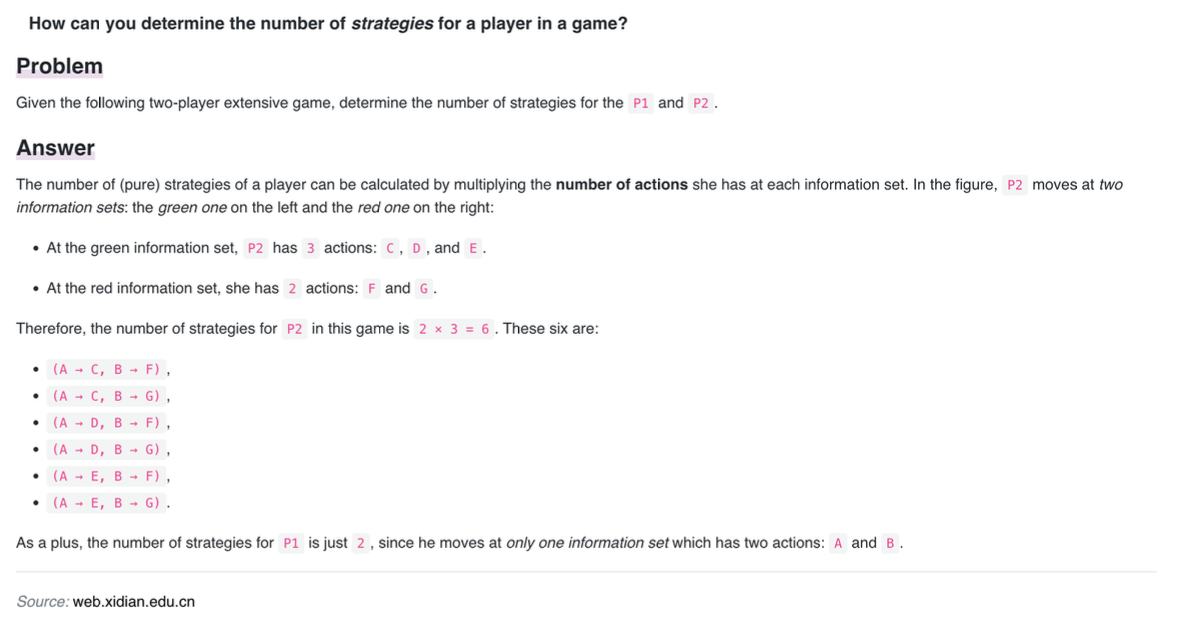 How can you determine the number of strategies for a player in a game?
Problem
Given the following two-player extensive game, determine the number of strategies for the P1 and P2 .
Answer
The number of (pure) strategies of a player can be calculated by multiplying the number of actions she has at each information set. In the figure, P2 moves at two
information sets: the green one on the left and the red one on the right:
• At the green information set, P2 has 3 actions: C , D , and E .
• At the red information set, she has 2 actions: F and G .
Therefore, the number of strategies for P2 in this game is 2 × 3 = 6 . These six are:
• (A → C, B → F) ,
• (A → C, B → G) ,
• (A → D, B → F) ,
• (A → D, B → G) ,
• (A → E, B → F) ,
• (A → E, B → G) .
As a plus, the number of strategies for P1 is just 2 , since he moves at only one information set which has two actions: A and B .
Source: web.xidian.edu.cn